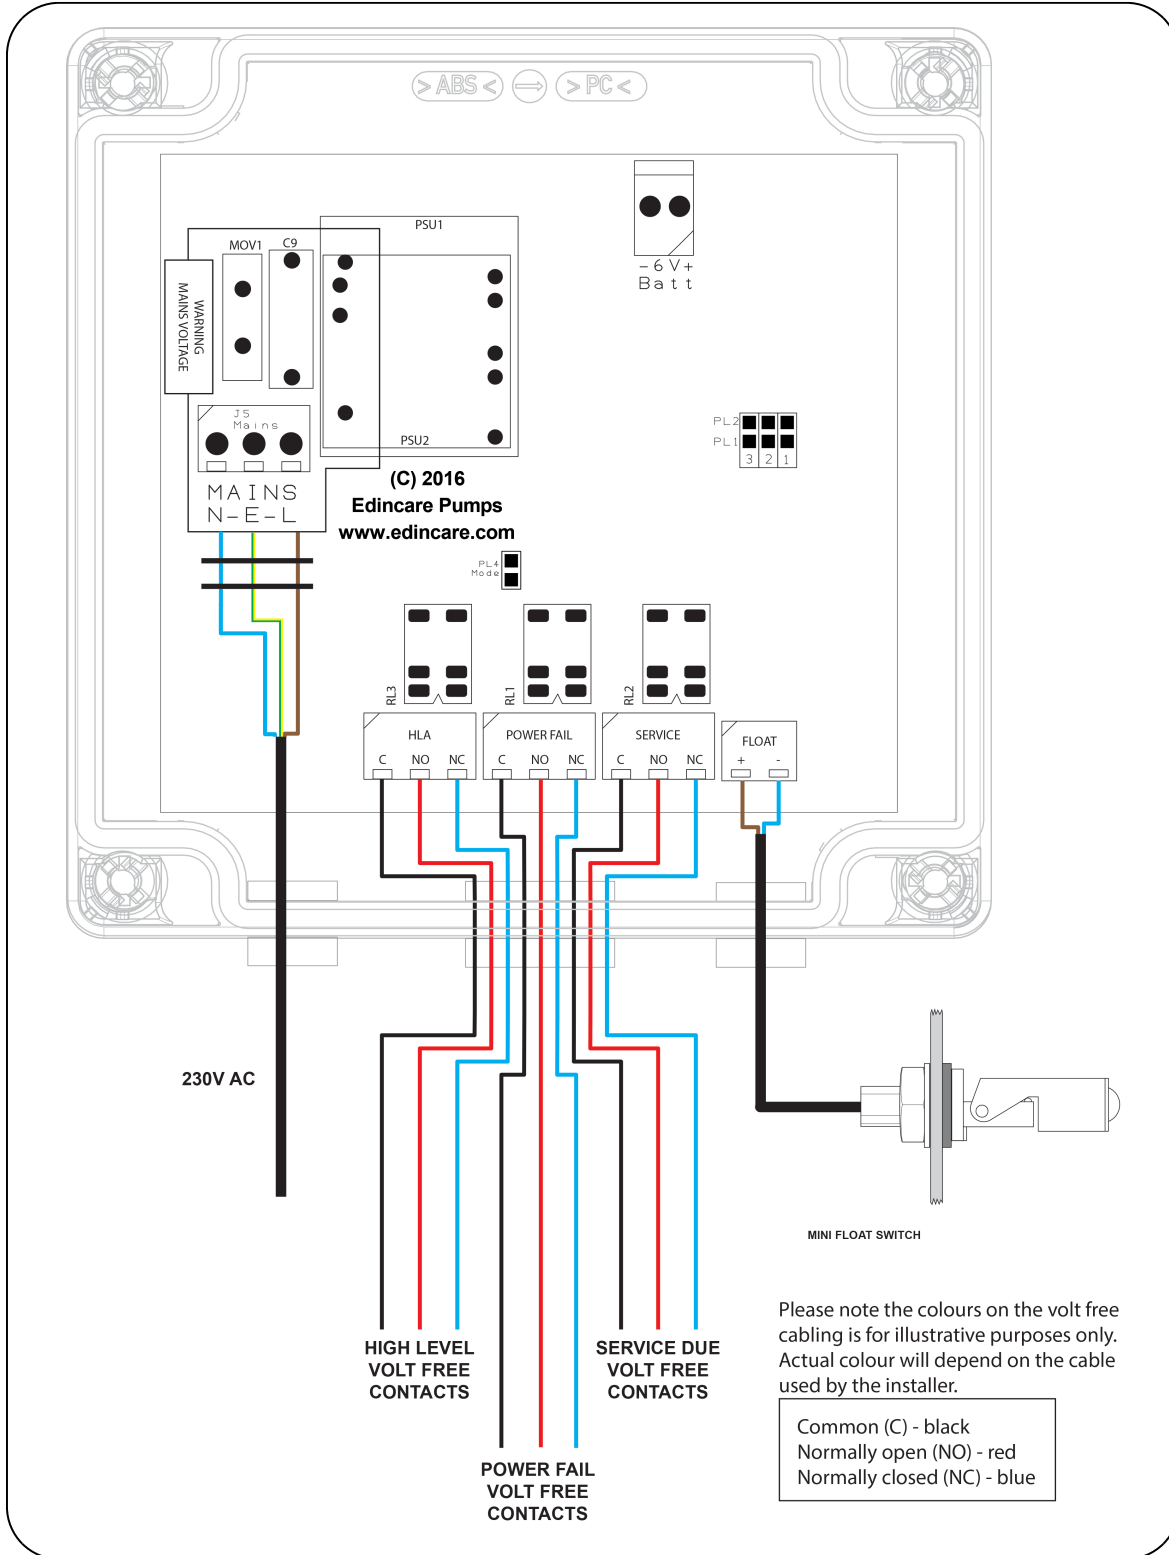 > ABS <
> PC <
PSU1
- 6 V +
Batt
MOV1
C9
WARNING
MAINS VOLTAGE
J5
Mains
PSU2
PL2
PL1
3 2 1
MAINS
N-E-L
(C) 2016
Edincare Pumps
www.edincare.com
PL4
Mode
RL3
RL1
RL2
HLA
C NO NC
POWER FAIL
C NO NC
SERVICE
C NO NC
FLOAT
+ -
230V AC
MINI FLOAT SWITCH
HIGH LEVEL
VOLT FREE
CONTACTS
SERVICE DUE
VOLT FREE
CONTACTS
POWER FAIL
VOLT FREE
CONTACTS
Please note the colours on the volt free
cabling is for illustrative purposes only.
Actual colour will depend on the cable
used by the installer.
Common (C) - black
Normally open (NO) - red
Normally closed (NC) - blue